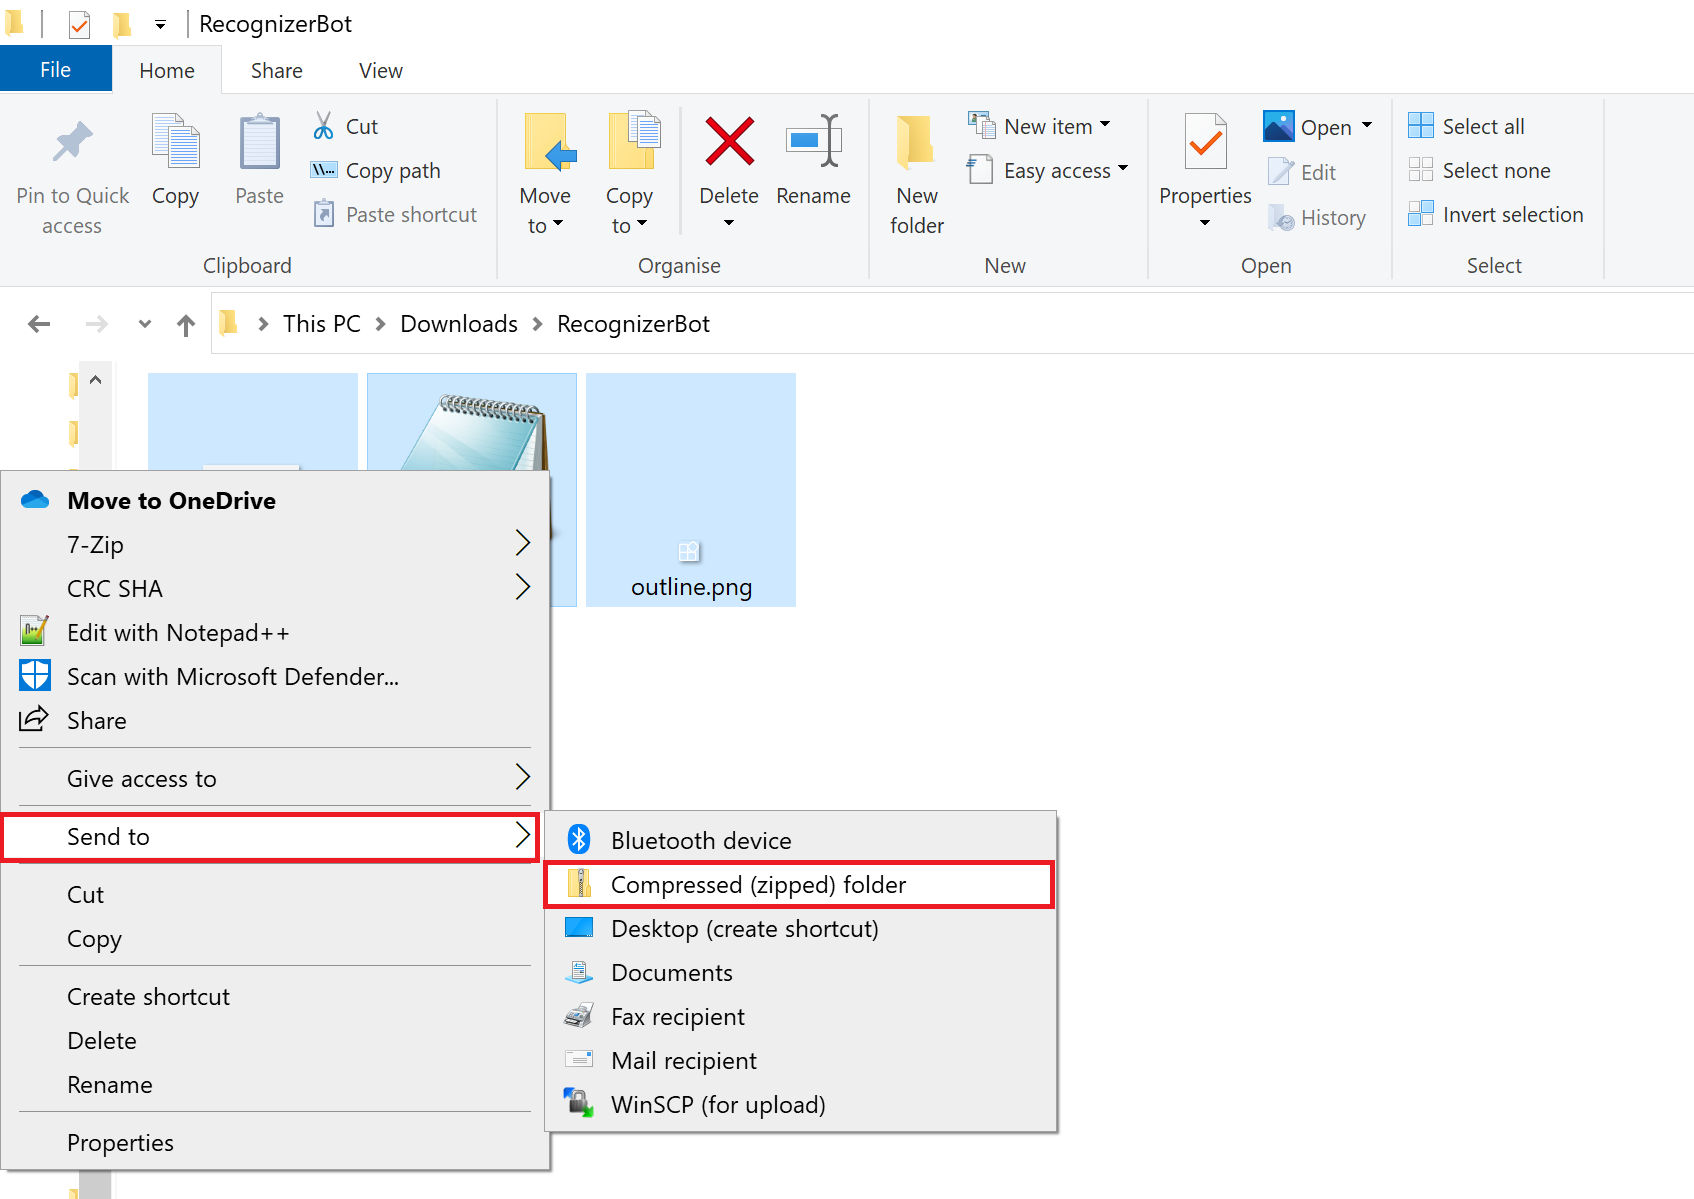 RecognizerBot
File
Home
Share
View
Pin to Quick access
Copy
Paste
Cut
Copy path
Paste shortcut
Clipboard
Move to
Copy to
Delete
Rename
Organise
New folder
New item
Easy access
New
Properties
Open
Edit
History
Open
Select all
Select none
Invert selection
Select
This PC
Downloads
RecognizerBot
outline.png
Move to OneDrive
7-Zip
CRC SHA
Edit with Notepad++
Scan with Microsoft Defender...
Share
Give access to
Send to
Cut
Copy
Create shortcut
Delete
Rename
Properties
Bluetooth device
Compressed (zipped) folder
Desktop (create shortcut)
Documents
Fax recipient
Mail recipient
WinSCP (for upload)